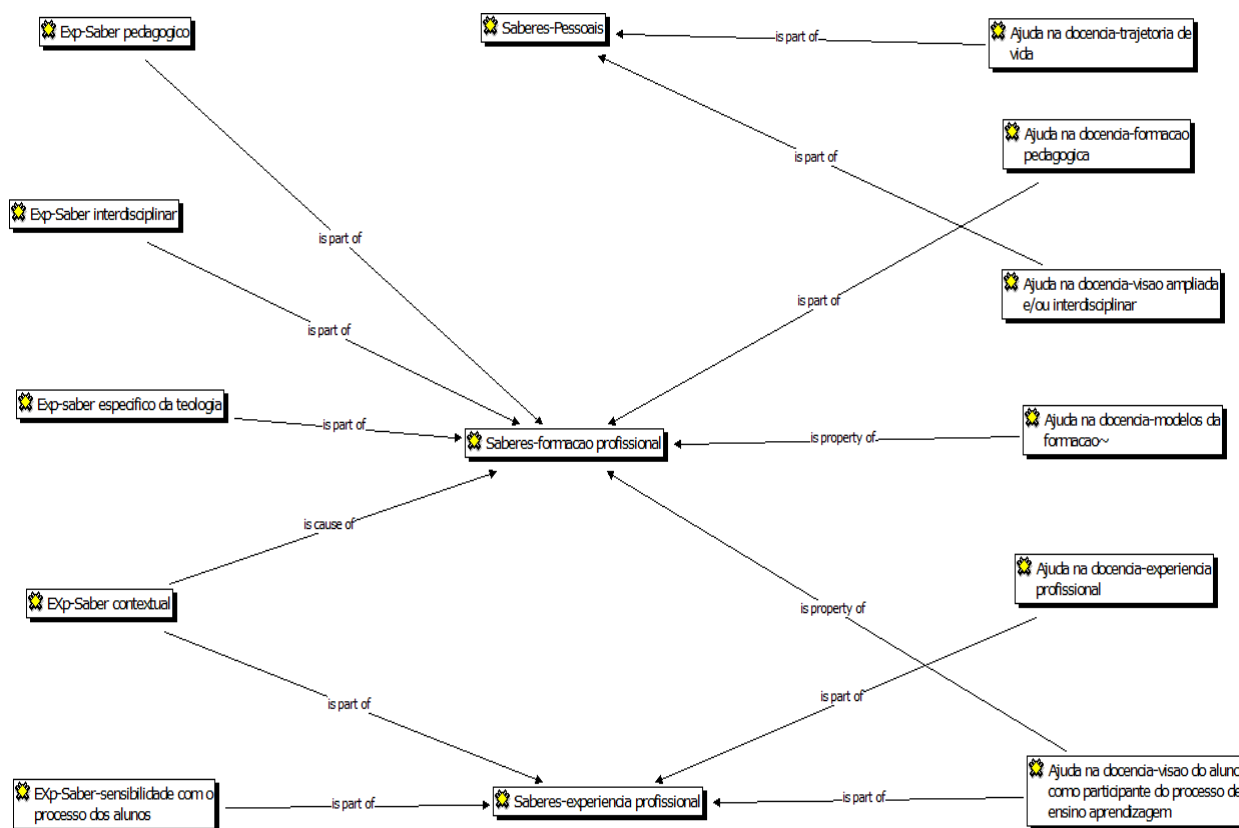 Exp-Saber pedagogico
Saberes-Pessoais
is part of
Ajuda na docencia-trajetoria de
vida
Ajuda na docencia-formacao
pedagogica
is part of
Exp-Saber interdisciplinar
is part of
Ajuda na docencia-visao ampliada
e/ou interdisciplinar
is part of
is part of
Exp-saber especifico da teologia
is part of
Saberes-formacao profissional
is property of
Ajuda na docencia-modelos da
formacao~
is cause of
Ajuda na docencia-experiencia
profissional
EXp-Saber contextual
is property of
is part of
is part of
EXp-Saber-sensibilidade com o
processo dos alunos
is part of
Saberes-experiencia profissional
is part of
Ajuda na docencia-visao do aluno
como participante do processo de
ensino aprendizagem